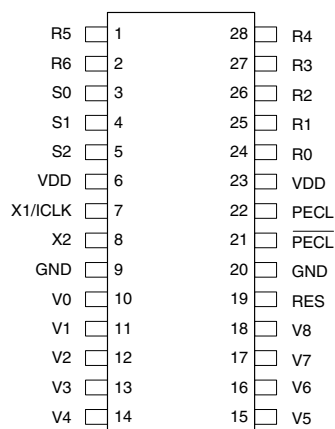 R5 1 28 R4
R6 2 27 R3
S0 3 26 R2
S1 4 25 R1
S2 5 24 R0
VDD 6 23 VDD
X1/ICLK 7 22 PECL
X2 8 21 PECL
GND 9 20 GND
V0 10 19 RES
V1 11 18 V8
V2 12 17 V7
V3 13 16 V6
V4 14 15 V5